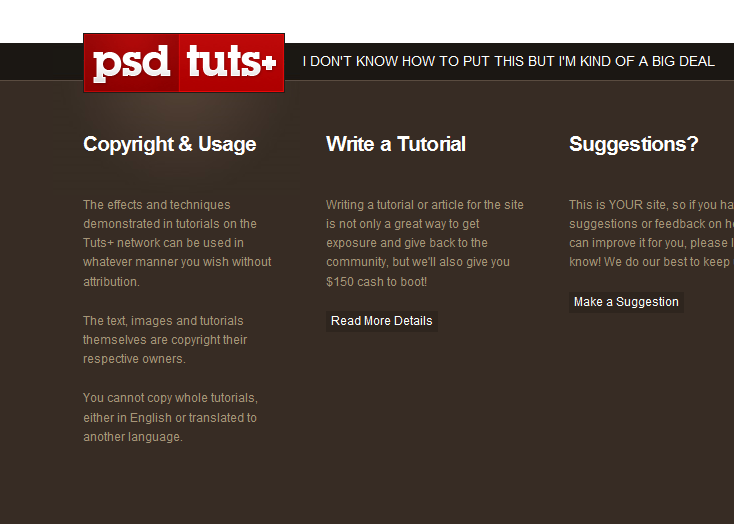 psd tuts+
I DON'T KNOW HOW TO PUT THIS BUT I'M KIND OF A BIG DEAL
Copyright & Usage
The effects and techniques
demonstrated in tutorials on the
Tuts+ network can be used in
whatever manner you wish without
attribution.
The text, images and tutorials
themselves are copyright their
respective owners.
You cannot copy whole tutorials,
either in English or translated to
another language.
Write a Tutorial
Writing a tutorial or article for the site
is not only a great way to get
exposure and give back to the
community, but we'll also give you
$150 cash to boot!
Read More Details
Suggestions?
This is YOUR site, so if you ha
suggestions or feedback on
can improve it for you, please
know! We do our best to keep
Make a Suggestion